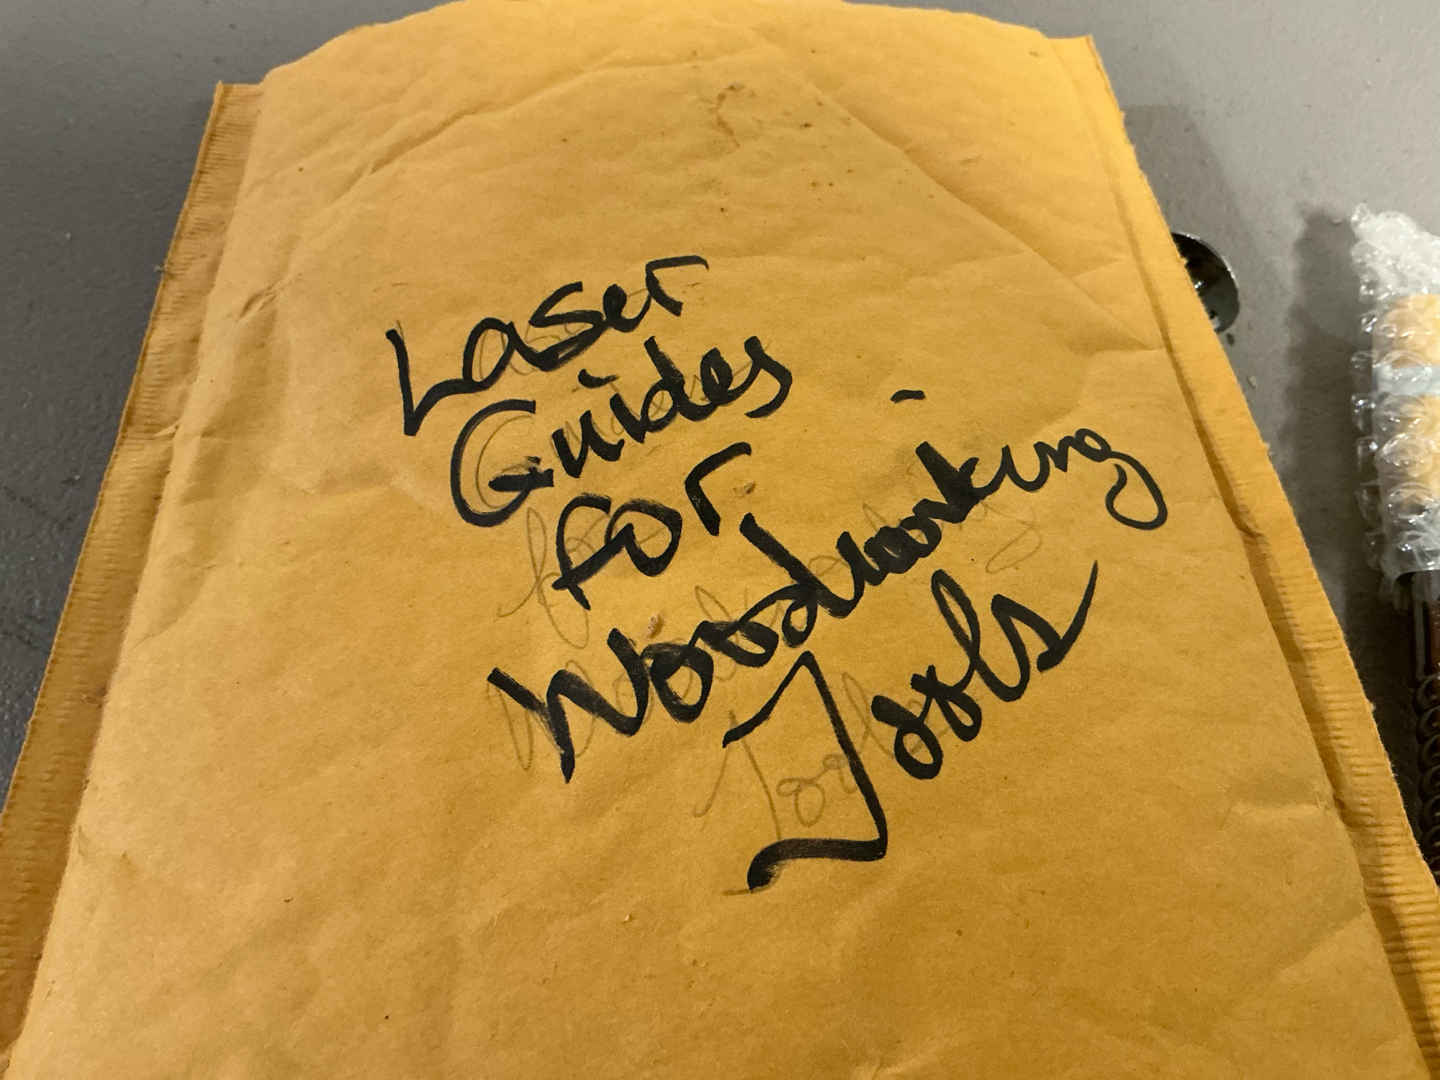 Laser
Guides
for
Woodworking
Tools